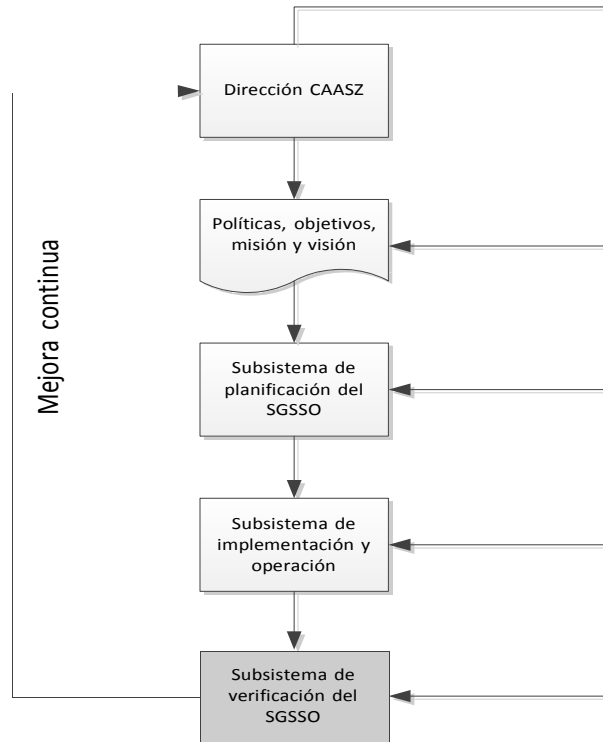 Dirección CAASZ
Políticas, objetivos,
misión y visión
Mejora continua
Subsistema de
planificación del
SGSSO
Subsistema de
implementación y
operación
Subsistema de
verificación del
SGSSO